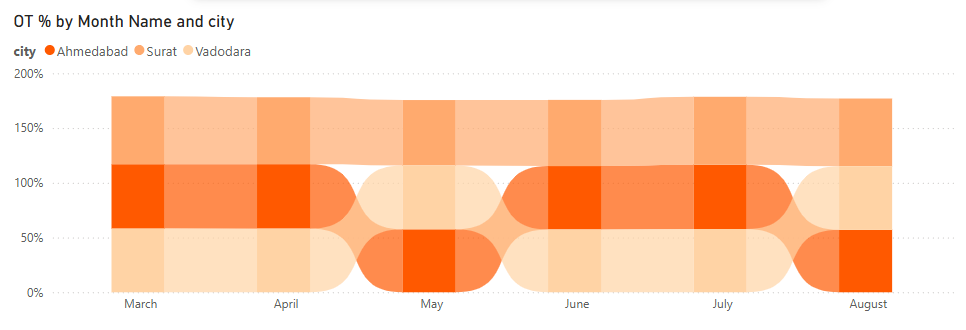 OT % by Month Name and city
city Ahmedabad Surat Vadodara
200%
150%
100%
50%
0%
March April May June July August